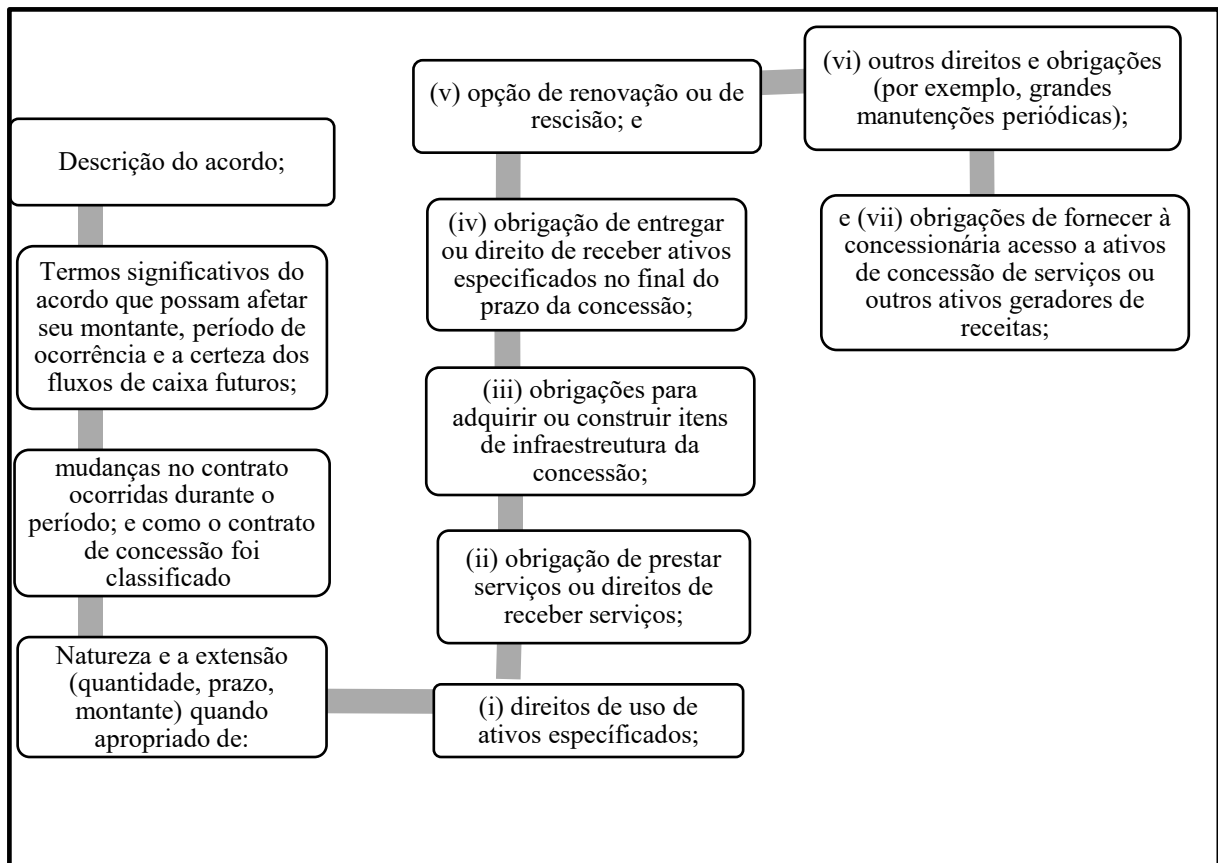 Descrição do acordo;
Termos significativos do
acordo que possam afetar
seu montante, período de
ocorrência e a certeza dos
fluxos de caixa futuros;
mudanças no contrato
ocorridas durante o
período; e como o contrato
de concessão foi
classificado
Natureza e a extensão
(quantidade, prazo,
montante) quando
apropriado de:
(i) direitos de uso de
ativos específicados;
(ii) obrigação de prestar
serviços ou direitos de
receber serviços;
(iii) obrigações para
adquirir ou construir itens
de infraestreutura da
concessão;
(iv) obrigação de entregar
ou direito de receber ativos
especificados no final do
prazo da concessão;
(v) opção de renovação ou de
rescisão; e
(vi) outros direitos e obrigações
(por exemplo, grandes
manutenções periódicas);
e (vii) obrigações de fornecer à
concessionária acesso a ativos
de concessão de serviços ou
outros ativos geradores de
receitas;